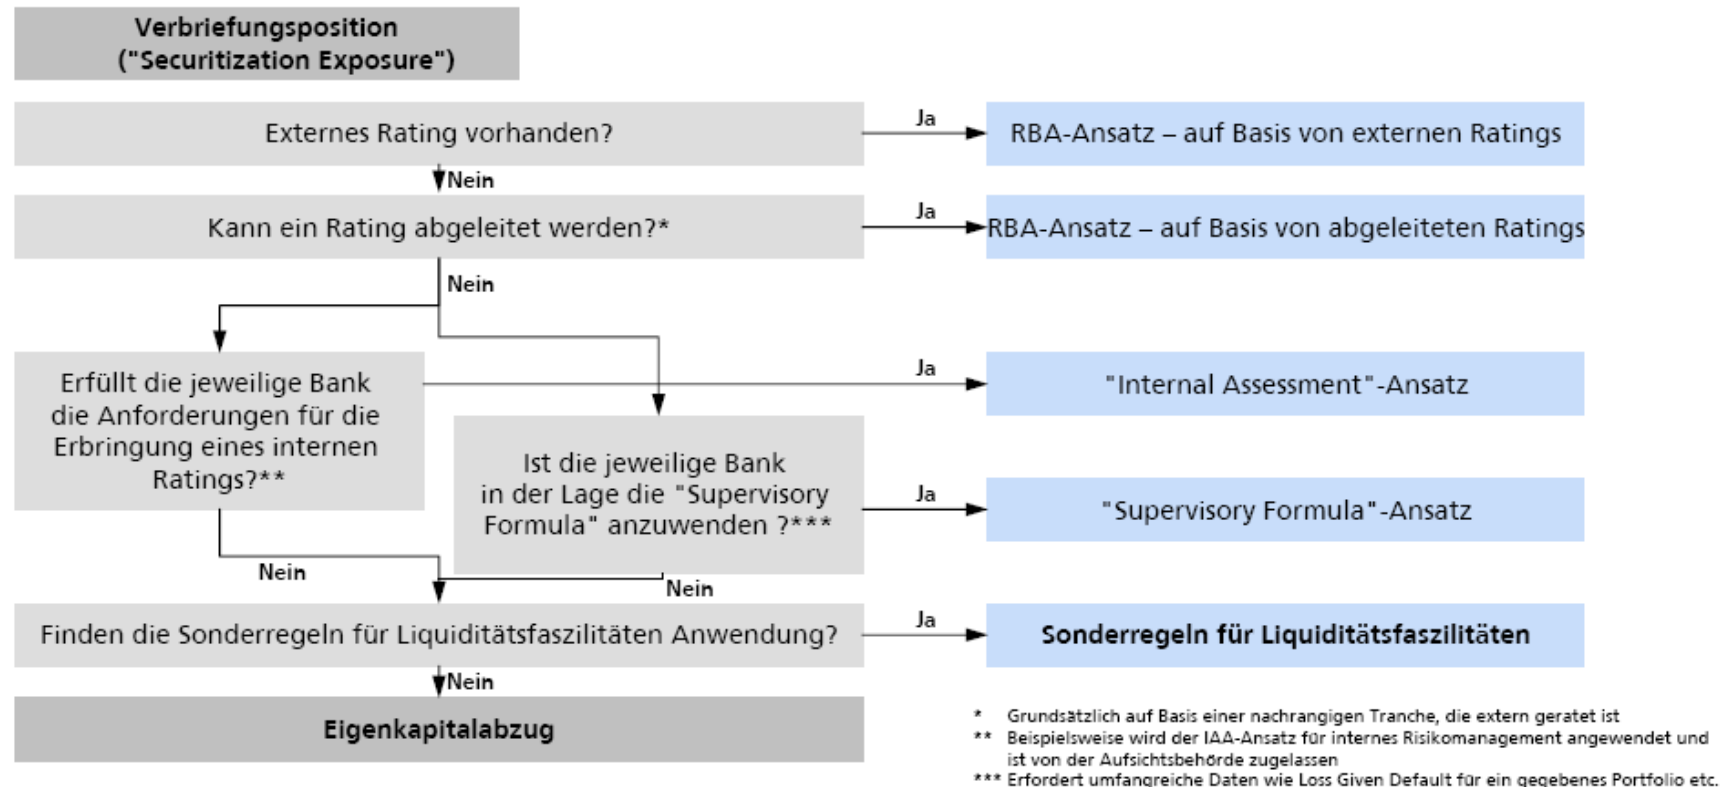 Verbriefungsposition
("Securitization Exposure")
Externes Rating vorhanden?
Ja
RBA-Ansatz – auf Basis von externen Ratings
Nein
Kann ein Rating abgeleitet werden?*
Ja
RBA-Ansatz – auf Basis von abgeleiteten Ratings
Nein
Erfüllt die jeweilige Bank
die Anforderungen für die
Erbringung eines internen
Ratings?**
Ja
"Internal Assessment"-Ansatz
Ist die jeweilige Bank
in der Lage die "Supervisory
Formula" anzuwenden ?***
Ja
"Supervisory Formula"-Ansatz
Nein
Nein
Finden die Sonderregeln für Liquiditätsfaszilitäten Anwendung?
Ja
Sonderregeln für Liquiditätsfaszilitäten
Nein
Eigenkapitalabzug
* Grundsätzlich auf Basis einer nachrangigen Tranche, die extern geratet ist
** Beispielsweise wird der IAA-Ansatz für internes Risikomanagement angewendet und
ist von der Aufsichtsbehörde zugelassen
*** Erfordert umfangreiche Daten wie Loss Given Default für ein gegebenes Portfolio etc.